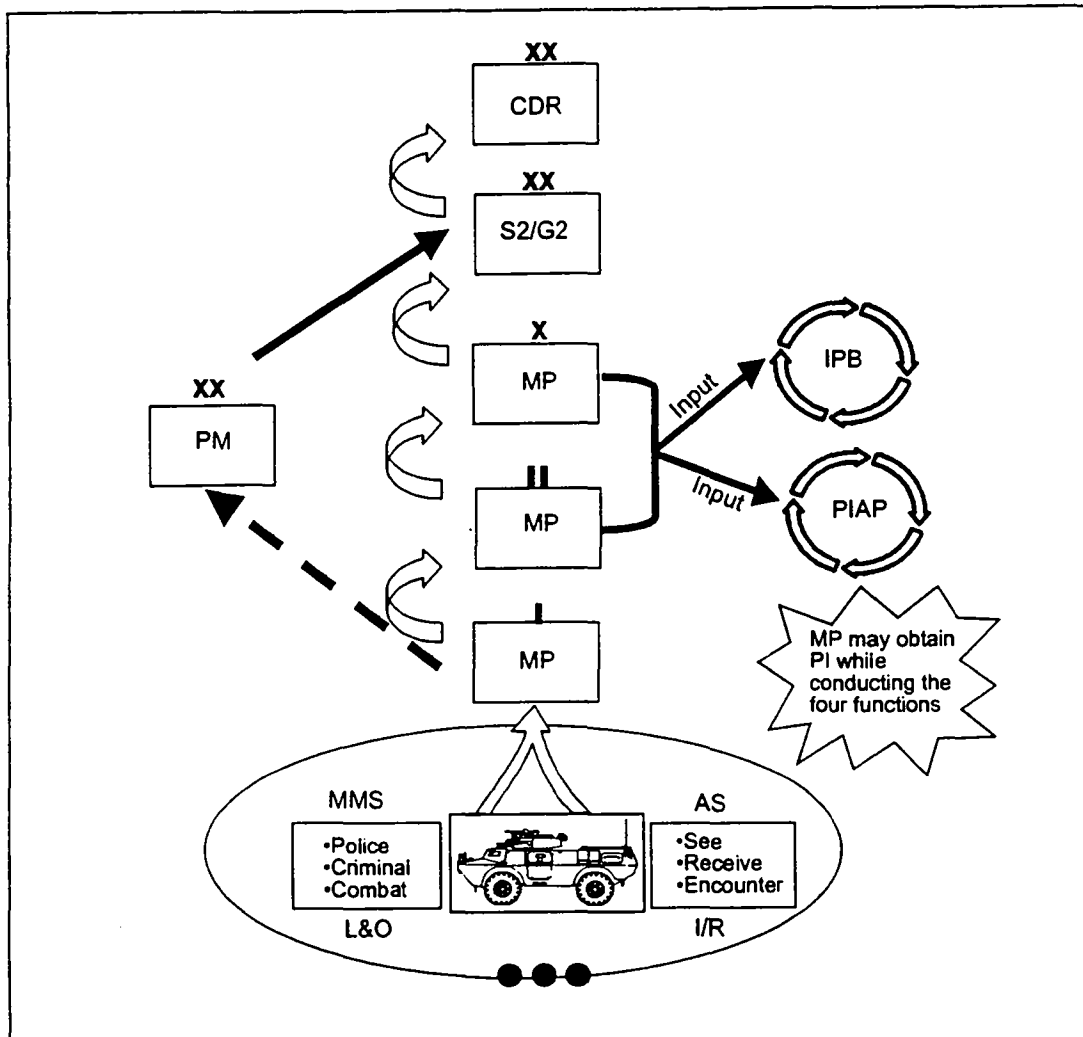 XX
CDR
XX
S2/G2
X
MP
XX
PM
Input
IPB
Input
PIAP
II
MP
I
MP
MP may obtain
PI while
conducting the
four functions
MMS
•Police
•Criminal
•Combat
L&O
AS
•See
•Receive
•Encounter
I/R